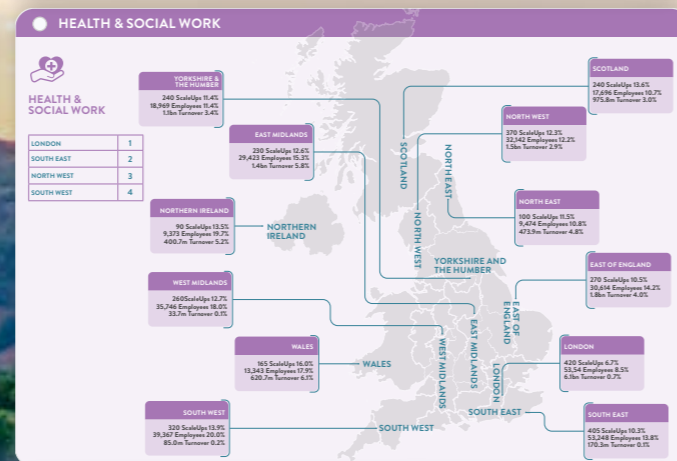 HEALTH & SOCIAL WORK
HEALTH &
SOCIAL WORK
LONDON 1
SOUTH EAST 2
NORTH WEST 3
SOUTH WEST 4
YORKSHIRE &
THE HUMBER
240 ScaleUps 11.4%
18,969 Employees 11.4%
1.1bn Turnover 3.4%
EAST MIDLANDS
230 ScaleUps 12.6%
29,423 Employees 15.3%
1.4bn Turnover 5.8%
NORTHERN IRELAND
90 ScaleUps 13.5%
9,373 Employees 19.7%
400.7m Turnover 5.2%
WEST MIDLANDS
260ScaleUps 12.7%
35,746 Employees 18.0%
33.7m Turnover 0.1%
WALES
165 ScaleUps 16.0%
13,343 Employees 17.9%
620.7m Turnover 6.1%
SOUTH WEST
320 ScaleUps 13.9%
39,367 Employees 20.0%
85.0m Turnover 0.2%
SCOTLAND
NORTH EAST
NORTH WEST
NORTHERN
IRELAND
YORKSHIRE AND
THE HUMBER
EAST OF
ENGLAND
EAST MIDLANDS
WEST MIDLANDS
LONDON
WALES
SOUTH EAST
SOUTH WEST
SCOTLAND
240 ScaleUps 13.6%
17,696 Employees 10.7%
975.8m Turnover 3.0%
NORTH WEST
370 ScaleUps 12.3%
32,142 Employees 12.2%
1.5bn Turnover 2.9%
NORTH EAST
100 ScaleUps 11.5%
9,474 Employees 10.8%
473.9m Turnover 4.8%
EAST OF ENGLAND
270 ScaleUps 10.5%
30,614 Employees 14.2%
1.8bn Turnover 4.0%
LONDON
420 ScaleUps 6.7%
53,54 Employees 8.5%
6.1bn Turnover 0.7%
SOUTH EAST
405 ScaleUps 10.3%
53,248 Employees 13.8%
170.3m Turnover 0.1%